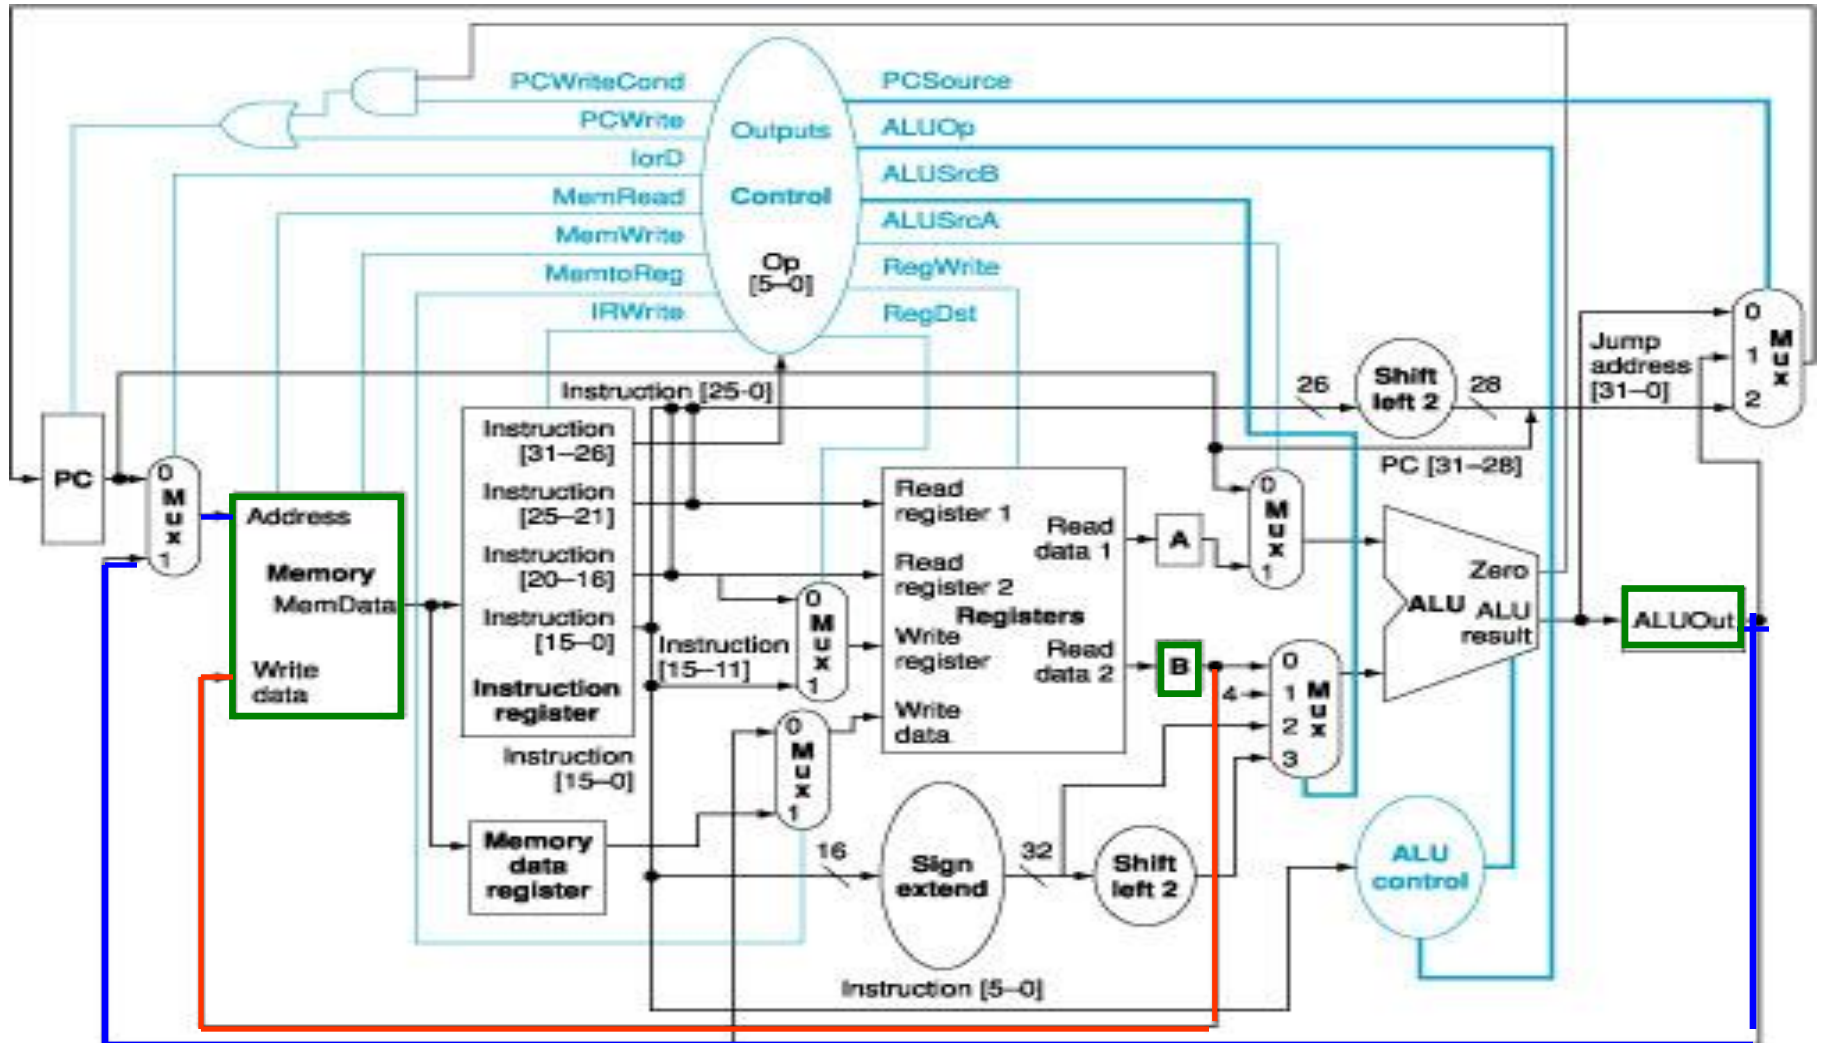 PCWriteCond
PCWrite
IorD
MemRead
MemWrite
MemtoReg
IRWrite
Outputs
Control
Op
[5–0]
PCSource
ALUOp
ALUSrcB
ALUSrcA
RegWrite
RegDst
PC
0
M
u
x
1
Address
Memory
MemData
Write
data
Instruction [25-0]
Instruction
[31–26]
Instruction
[25–21]
Instruction
[20–16]
Instruction
[15–0]
Instruction
register
Instruction
[15–0]
Memory
data
register
Instruction
[15–11]
0
M
u
x
1
0
M
u
x
1
Read
register 1
Read
register 2
Registers
Write
register
Write
data
Read
data 1
Read
data 2
A
B
4
0
M
u
x
1
0
1
2
3
M
u
x
16
Sign
extend
32
Shift
left 2
Instruction [5–0]
ALU
control
26
Shift
left 2
28
PC [31–28]
Jump
address
[31–0]
Zero
ALU
ALU
result
ALUOut
0
1
2
M
u
x